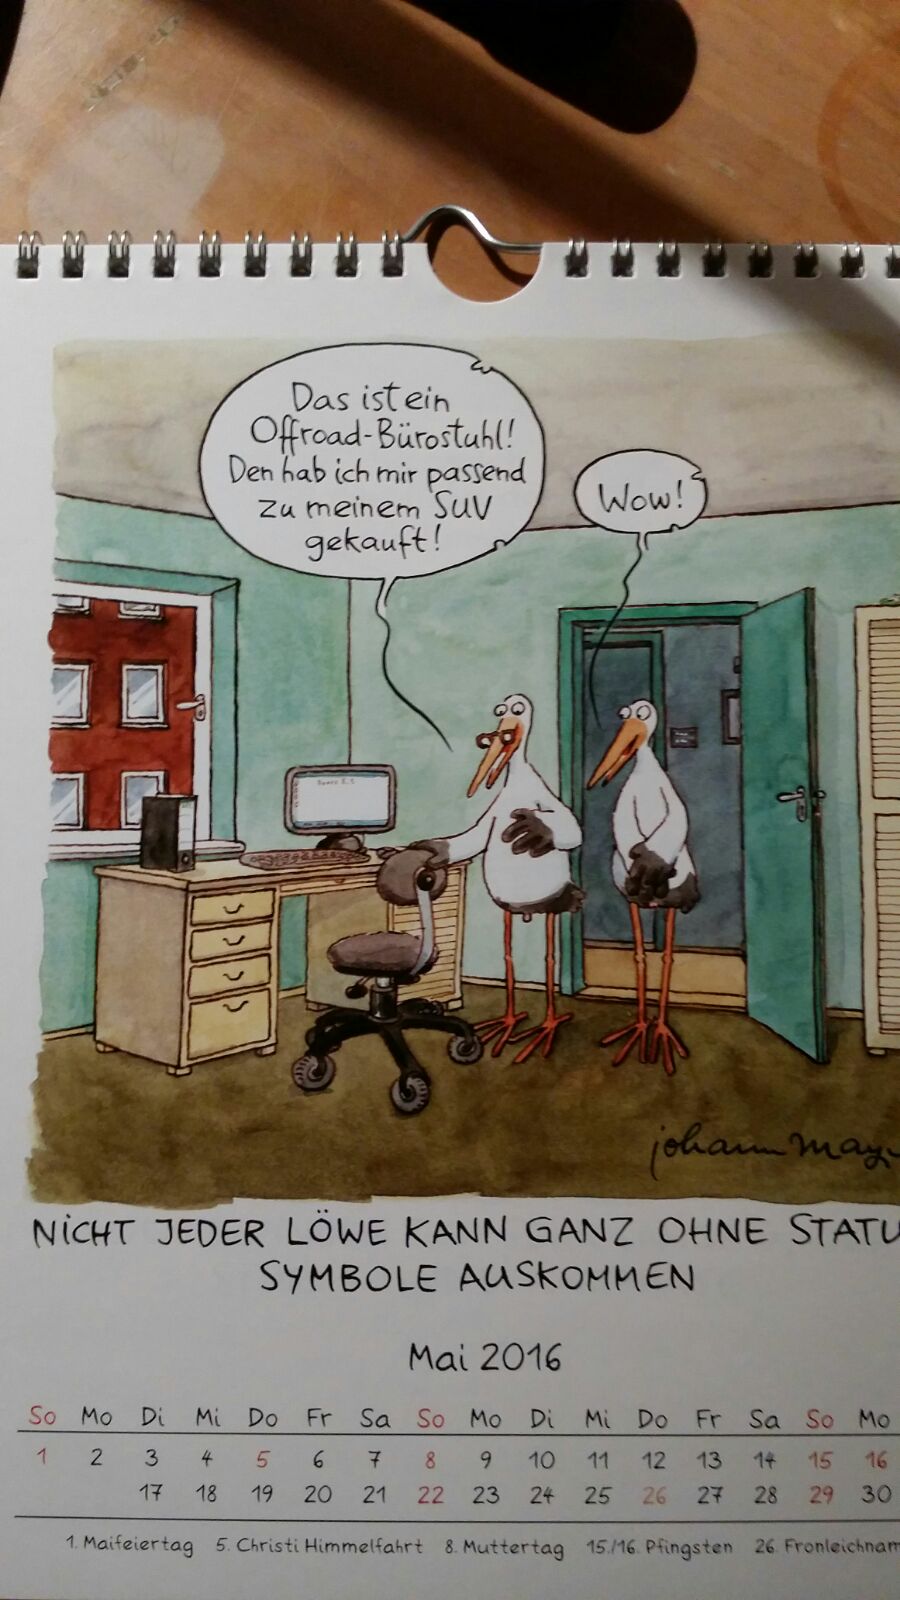 Das ist ein
Offroad-Bürostuhl!
Den hab ich mir passend
zu meinem SUV
gekauft!
Wow!
johann may
NICHT JEDER LÖWE KANN GANZ OHNE STATU
SYMBOLE AUSKOMMEN
Mai 2016
So Mo Di Mi Do Fr Sa So Mo Di Mi Do Fr Sa So Mo
1 2 3 4 5 6 7 8 9 10 11 12 13 14 15 16
17 18 19 20 21 22 23 24 25 26 27 28 29 30
1. Maifeiertag 5. Christi Himmelfahrt 8. Muttertag 15./16. Pfingsten 26. Fronleichnam